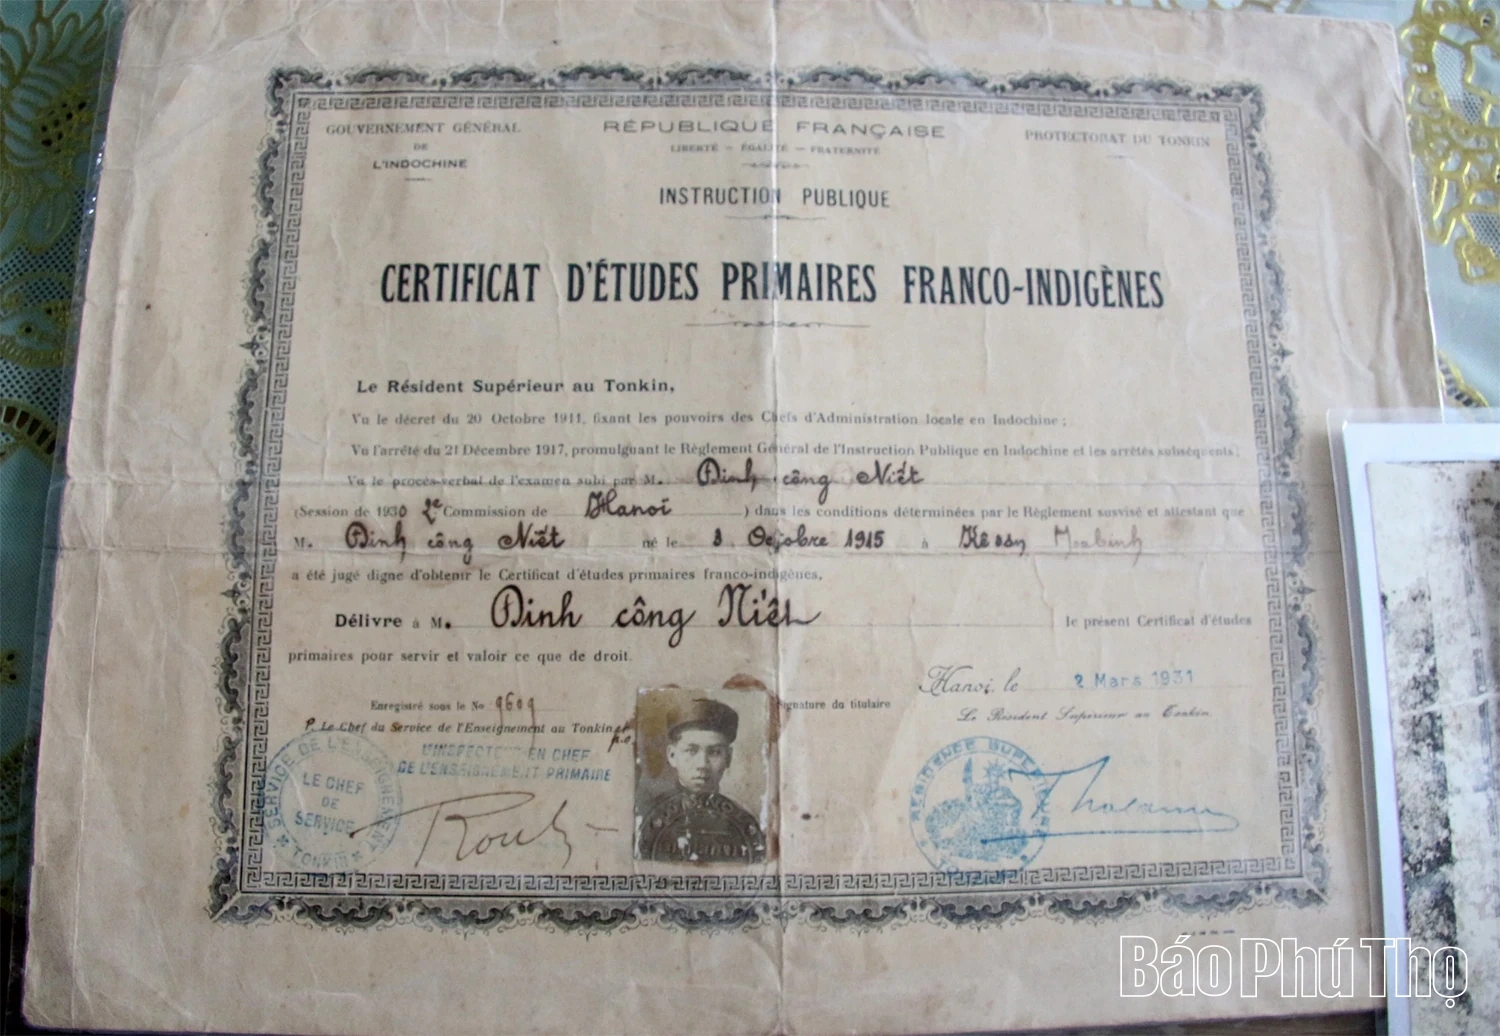 GOUVERNEMENT GÉNÉRAL
DE
L'INDOCHINE
RÉPUBLIQUE FRANÇAISE
LIBERTÉ – ÉGALITÉ – FRATERNITÉ
PROTECTORAT DU TONKIN
INSTRUCTION PUBLIQUE
CERTIFICAT D'ÉTUDES PRIMAIRES FRANCO-INDIGÈNES
Le Résident Supérieur au Tonkin,
Vu le décret du 20 Octobre 1911, fixant les pouvoirs des Chefs d'Administration locale en Indochine ;
Vu l'arrêté du 21 Décembre 1917, promulguant le Règlement Général de l'Instruction Publique en Indochine et les arrêtés subséquents;
Vu le procès-verbal de l'examen subi par M. Đinh công Niết
(Session de 1930 2e Commission de Hanoi ) dans les conditions déterminées par le Règlement susvisé et attestant que
M. Đinh công Niết né le 3 Octobre 1915 à
a été jugé digne d'obtenir le Certificat d'études primaires franco-indigènes,
Délivre à M. Đinh công Niết le présent Certificat d'études
primaires pour servir et valoir ce que de droit.
Hanoi, le 2 Mars 1931
Le Résident Supérieur au Tonkin.
Enregistré sous le No 9609
Signature du titulaire
P. Le Chef du Service de l'Enseignement au Tonkin et
p.o.
L'INSPECTEUR EN CHEF
DE L'ENSEIGNEMENT PRIMAIRE
SERVICE DE L'ENSEIGNEMENT
LE CHEF
DE
SERVICE
TONKIN
RESIDENCE SUPERIEURE
Báo Phú Thọ